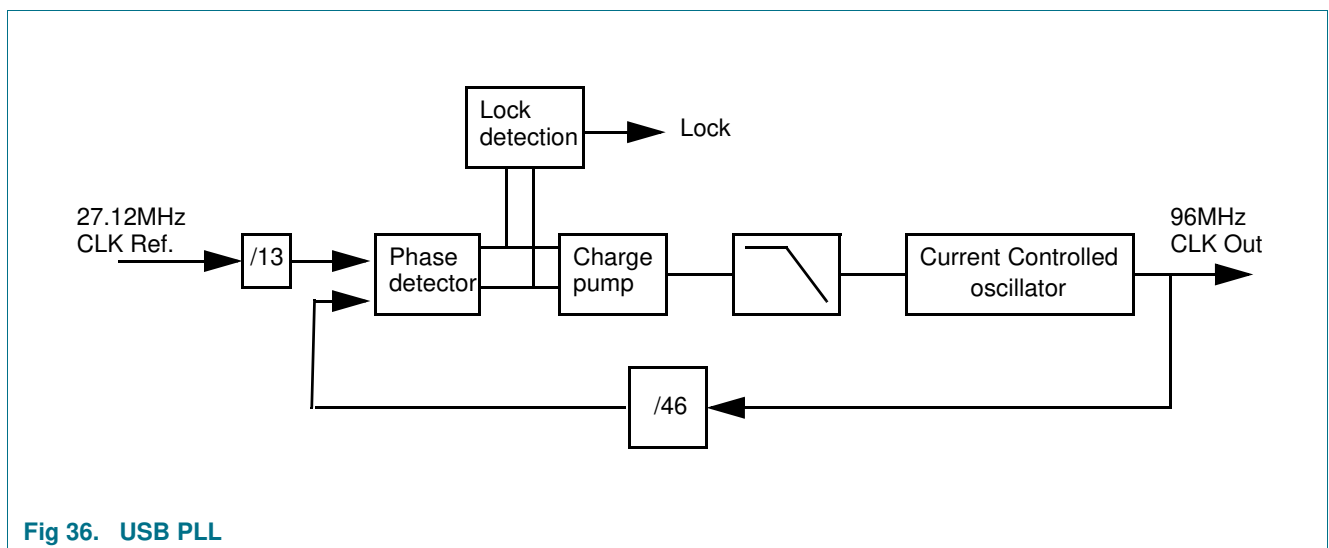 Lock
detection
Lock
27.12MHz
CLK Ref.
/13
Phase
detector
Charge
pump
Current Controlled
oscillator
96MHz
CLK Out
/46
Fig 36. USB PLL